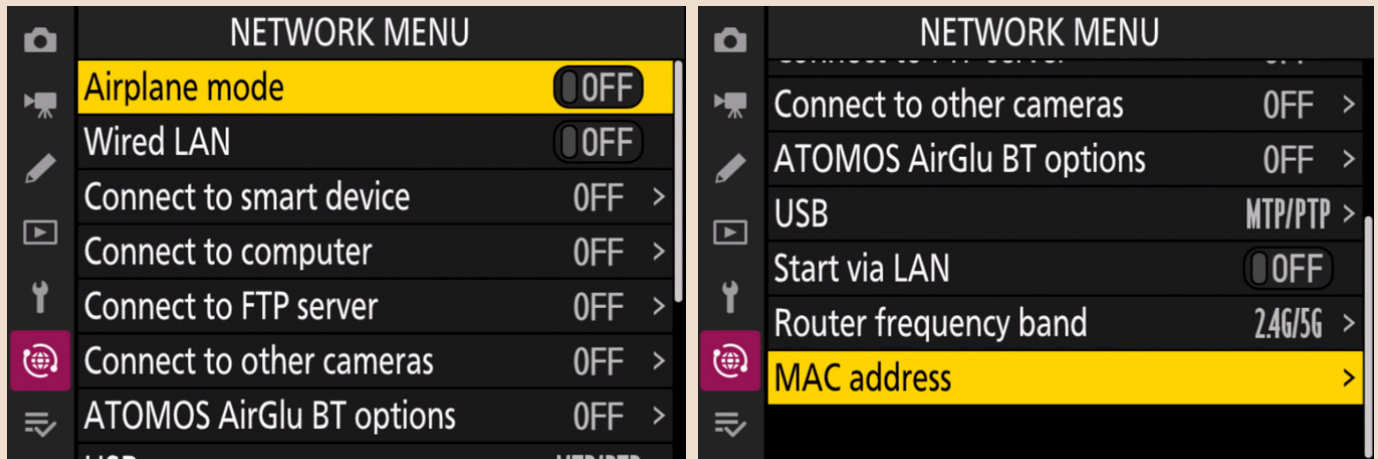 NETWORK MENU
Airplane mode OFF
Wired LAN OFF
Connect to smart device OFF >
Connect to computer OFF >
Connect to FTP server OFF >
Connect to other cameras OFF >
ATOMOS AirGlu BT options OFF >
NETWORK MENU
Connect to other cameras OFF >
ATOMOS AirGlu BT options OFF >
USB MTP/PTP >
Start via LAN OFF
Router frequency band 2.4G/5G >
MAC address >